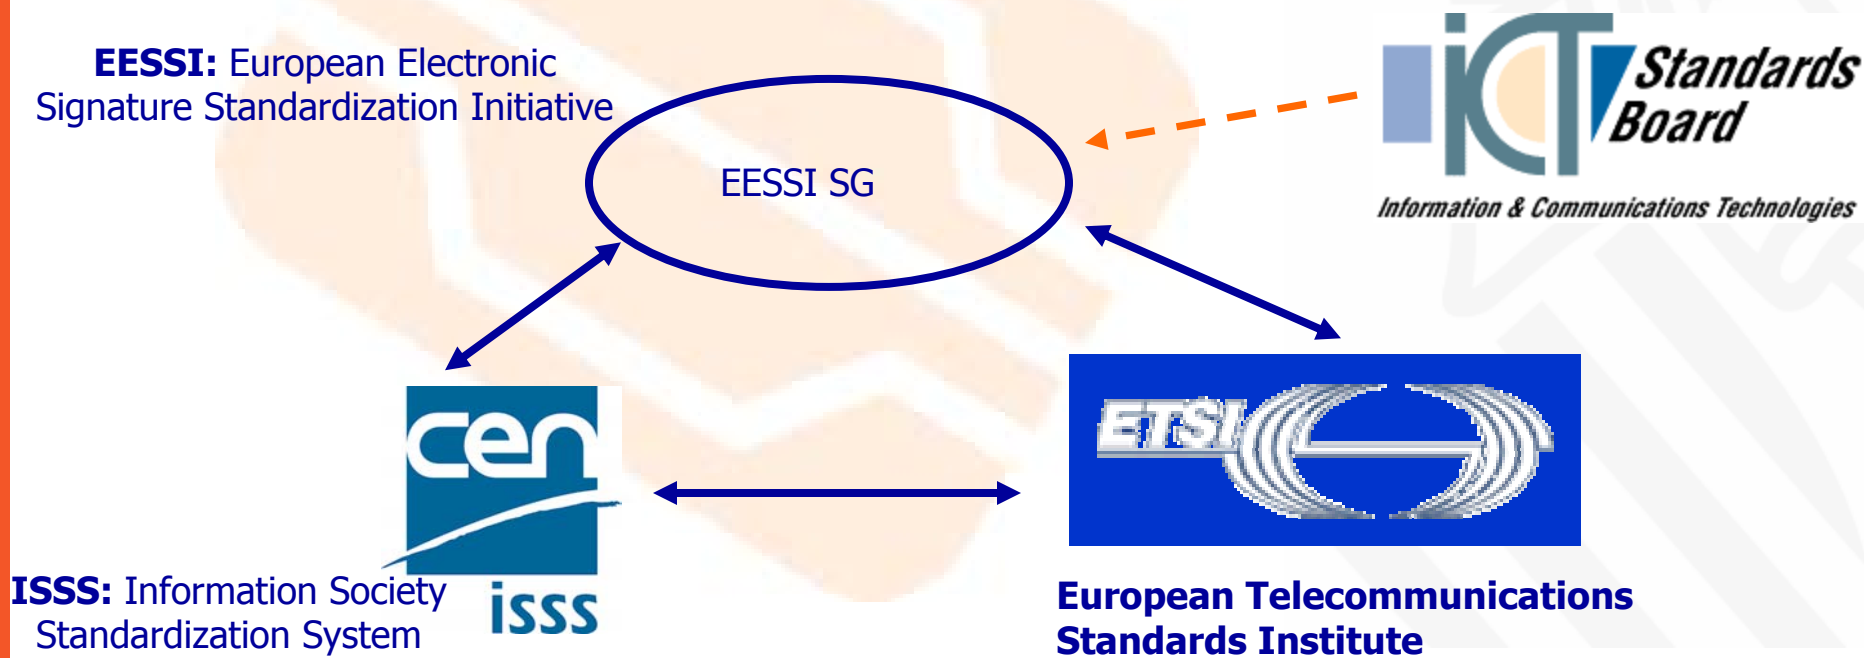 EESSI: European Electronic
Signature Standardization Initiative
EESSI SG
iCT Standards
Board
Information & Communications Technologies
cen
isss
ETSI
ISSS: Information Society
Standardization System
European Telecommunications
Standards Institute